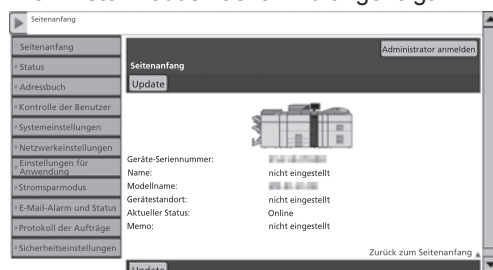 Seitenanfang
Seitenanfang
Status
Adressbuch
Kontrolle der Benutzer
Systemeinstellungen
Netzwerkeinstellungen
Einstellungen für
Anwendung
Stromsparmodus
E-Mail-Alarm und Status
Protokoll der Aufträge
Sicherheitseinstellungen
Administrator anmelden
Seitenanfang
Update
Geräte-Seriennummer:
Name: nicht eingestellt
Modellname:
Gerätestandort: nicht eingestellt
Aktueller Status: Online
Memo: nicht eingestellt
Zurück zum Seitenanfang
Update